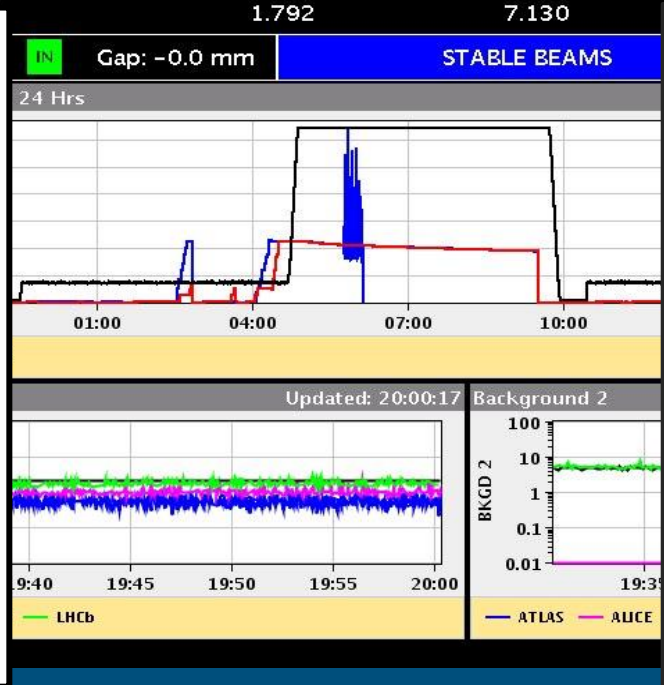 1.792 7.130
IN Gap: -0.0 mm STABLE BEAMS
24 Hrs
01:00 04:00 07:00 10:00
Updated: 20:00:17 Background 2
100
10
1
0.1
0.01
BKGD 2
19:45 19:50 19:55 20:00
LHCb ATLAS ALICE